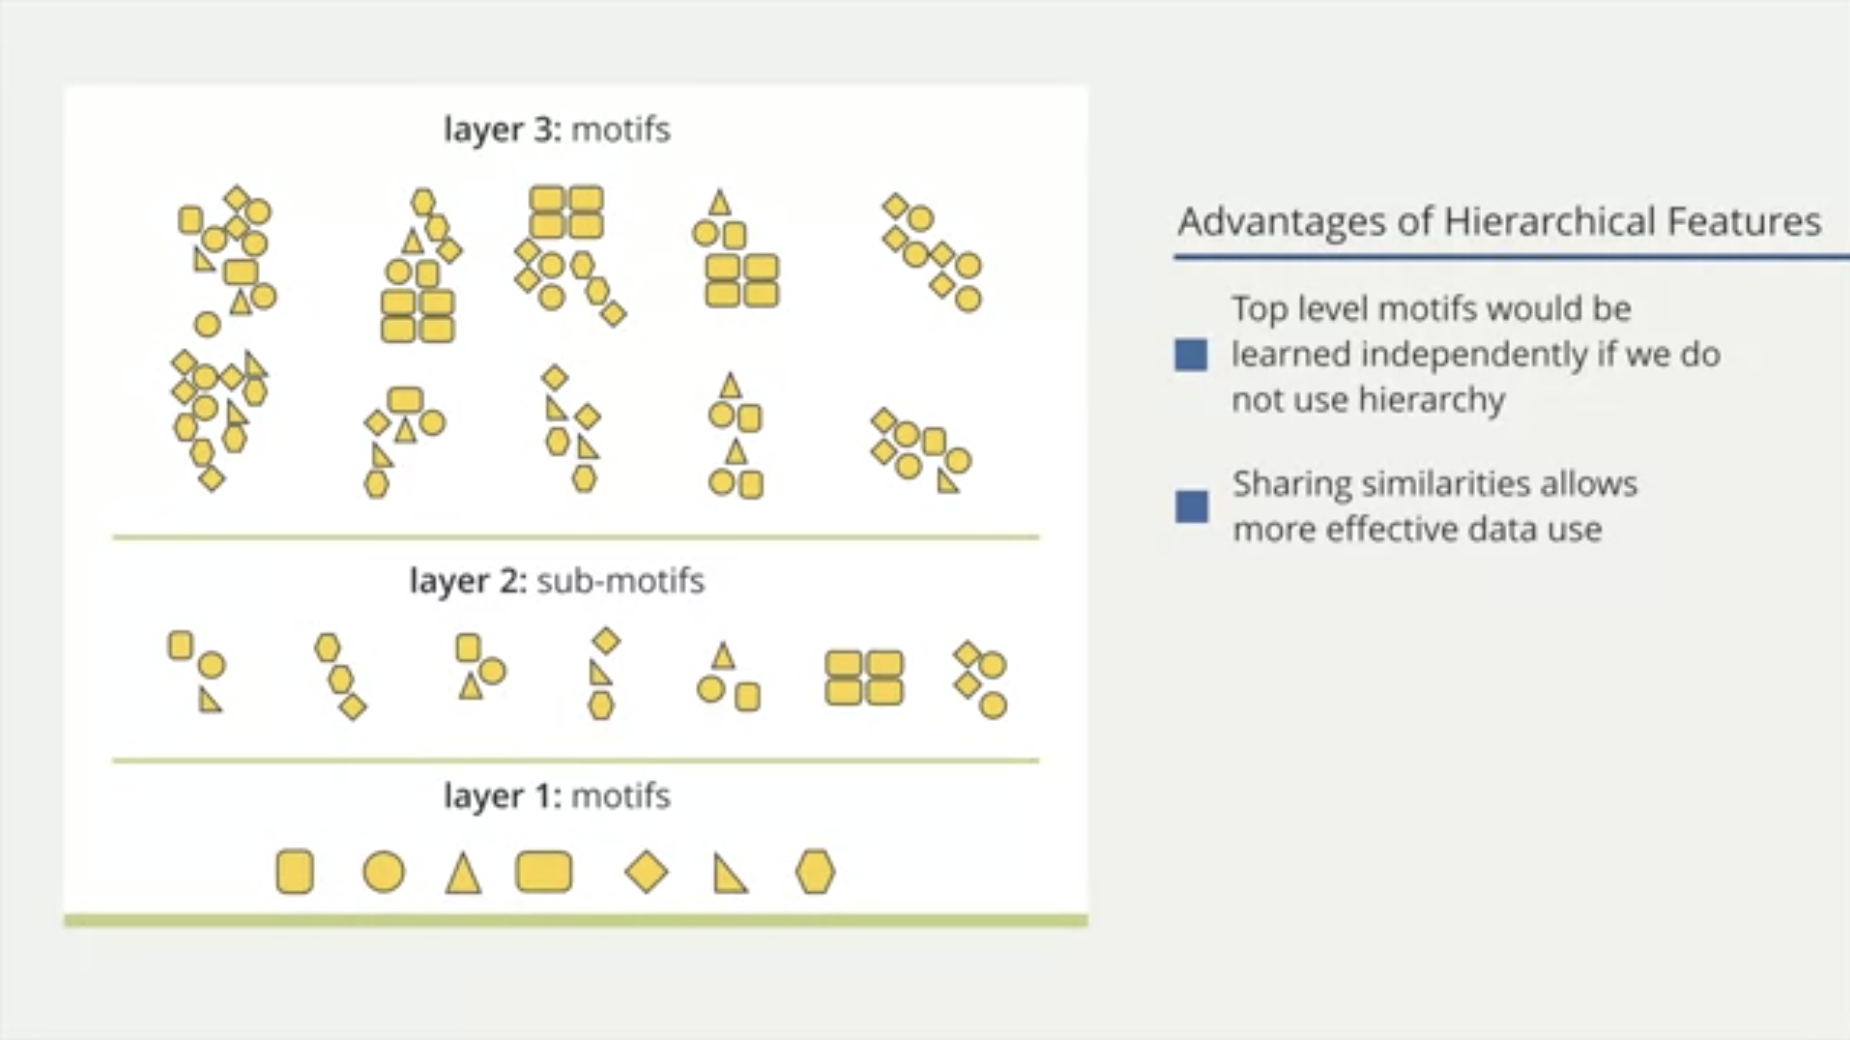 layer 3: motifs
layer 2: sub-motifs
layer 1: motifs
Advantages of Hierarchical Features
Top level motifs would be
learned independently if we do
not use hierarchy
Sharing similarities allows
more effective data use